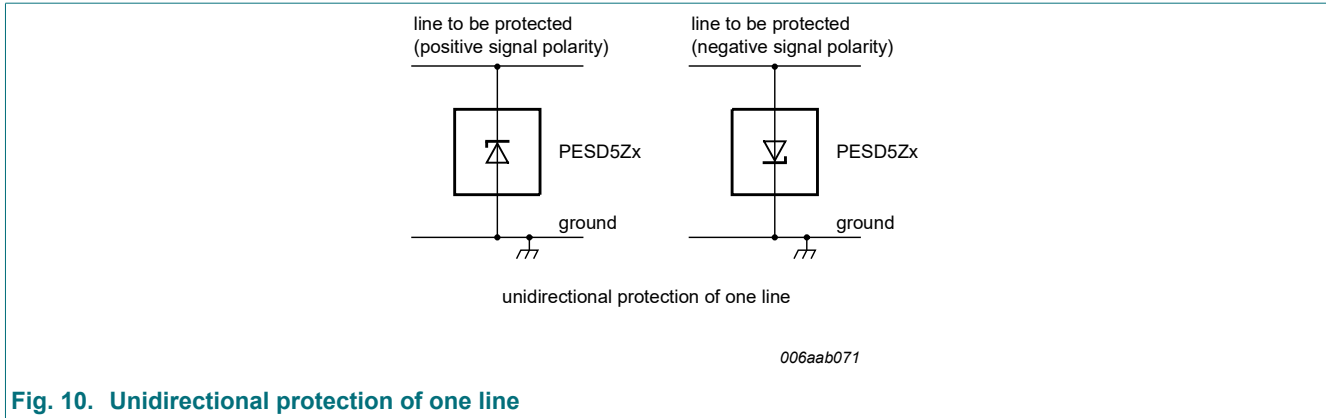 line to be protected
(positive signal polarity)
PESD5Zx
ground
line to be protected
(negative signal polarity)
PESD5Zx
ground
unidirectional protection of one line
006aab071
Fig. 10. Unidirectional protection of one line